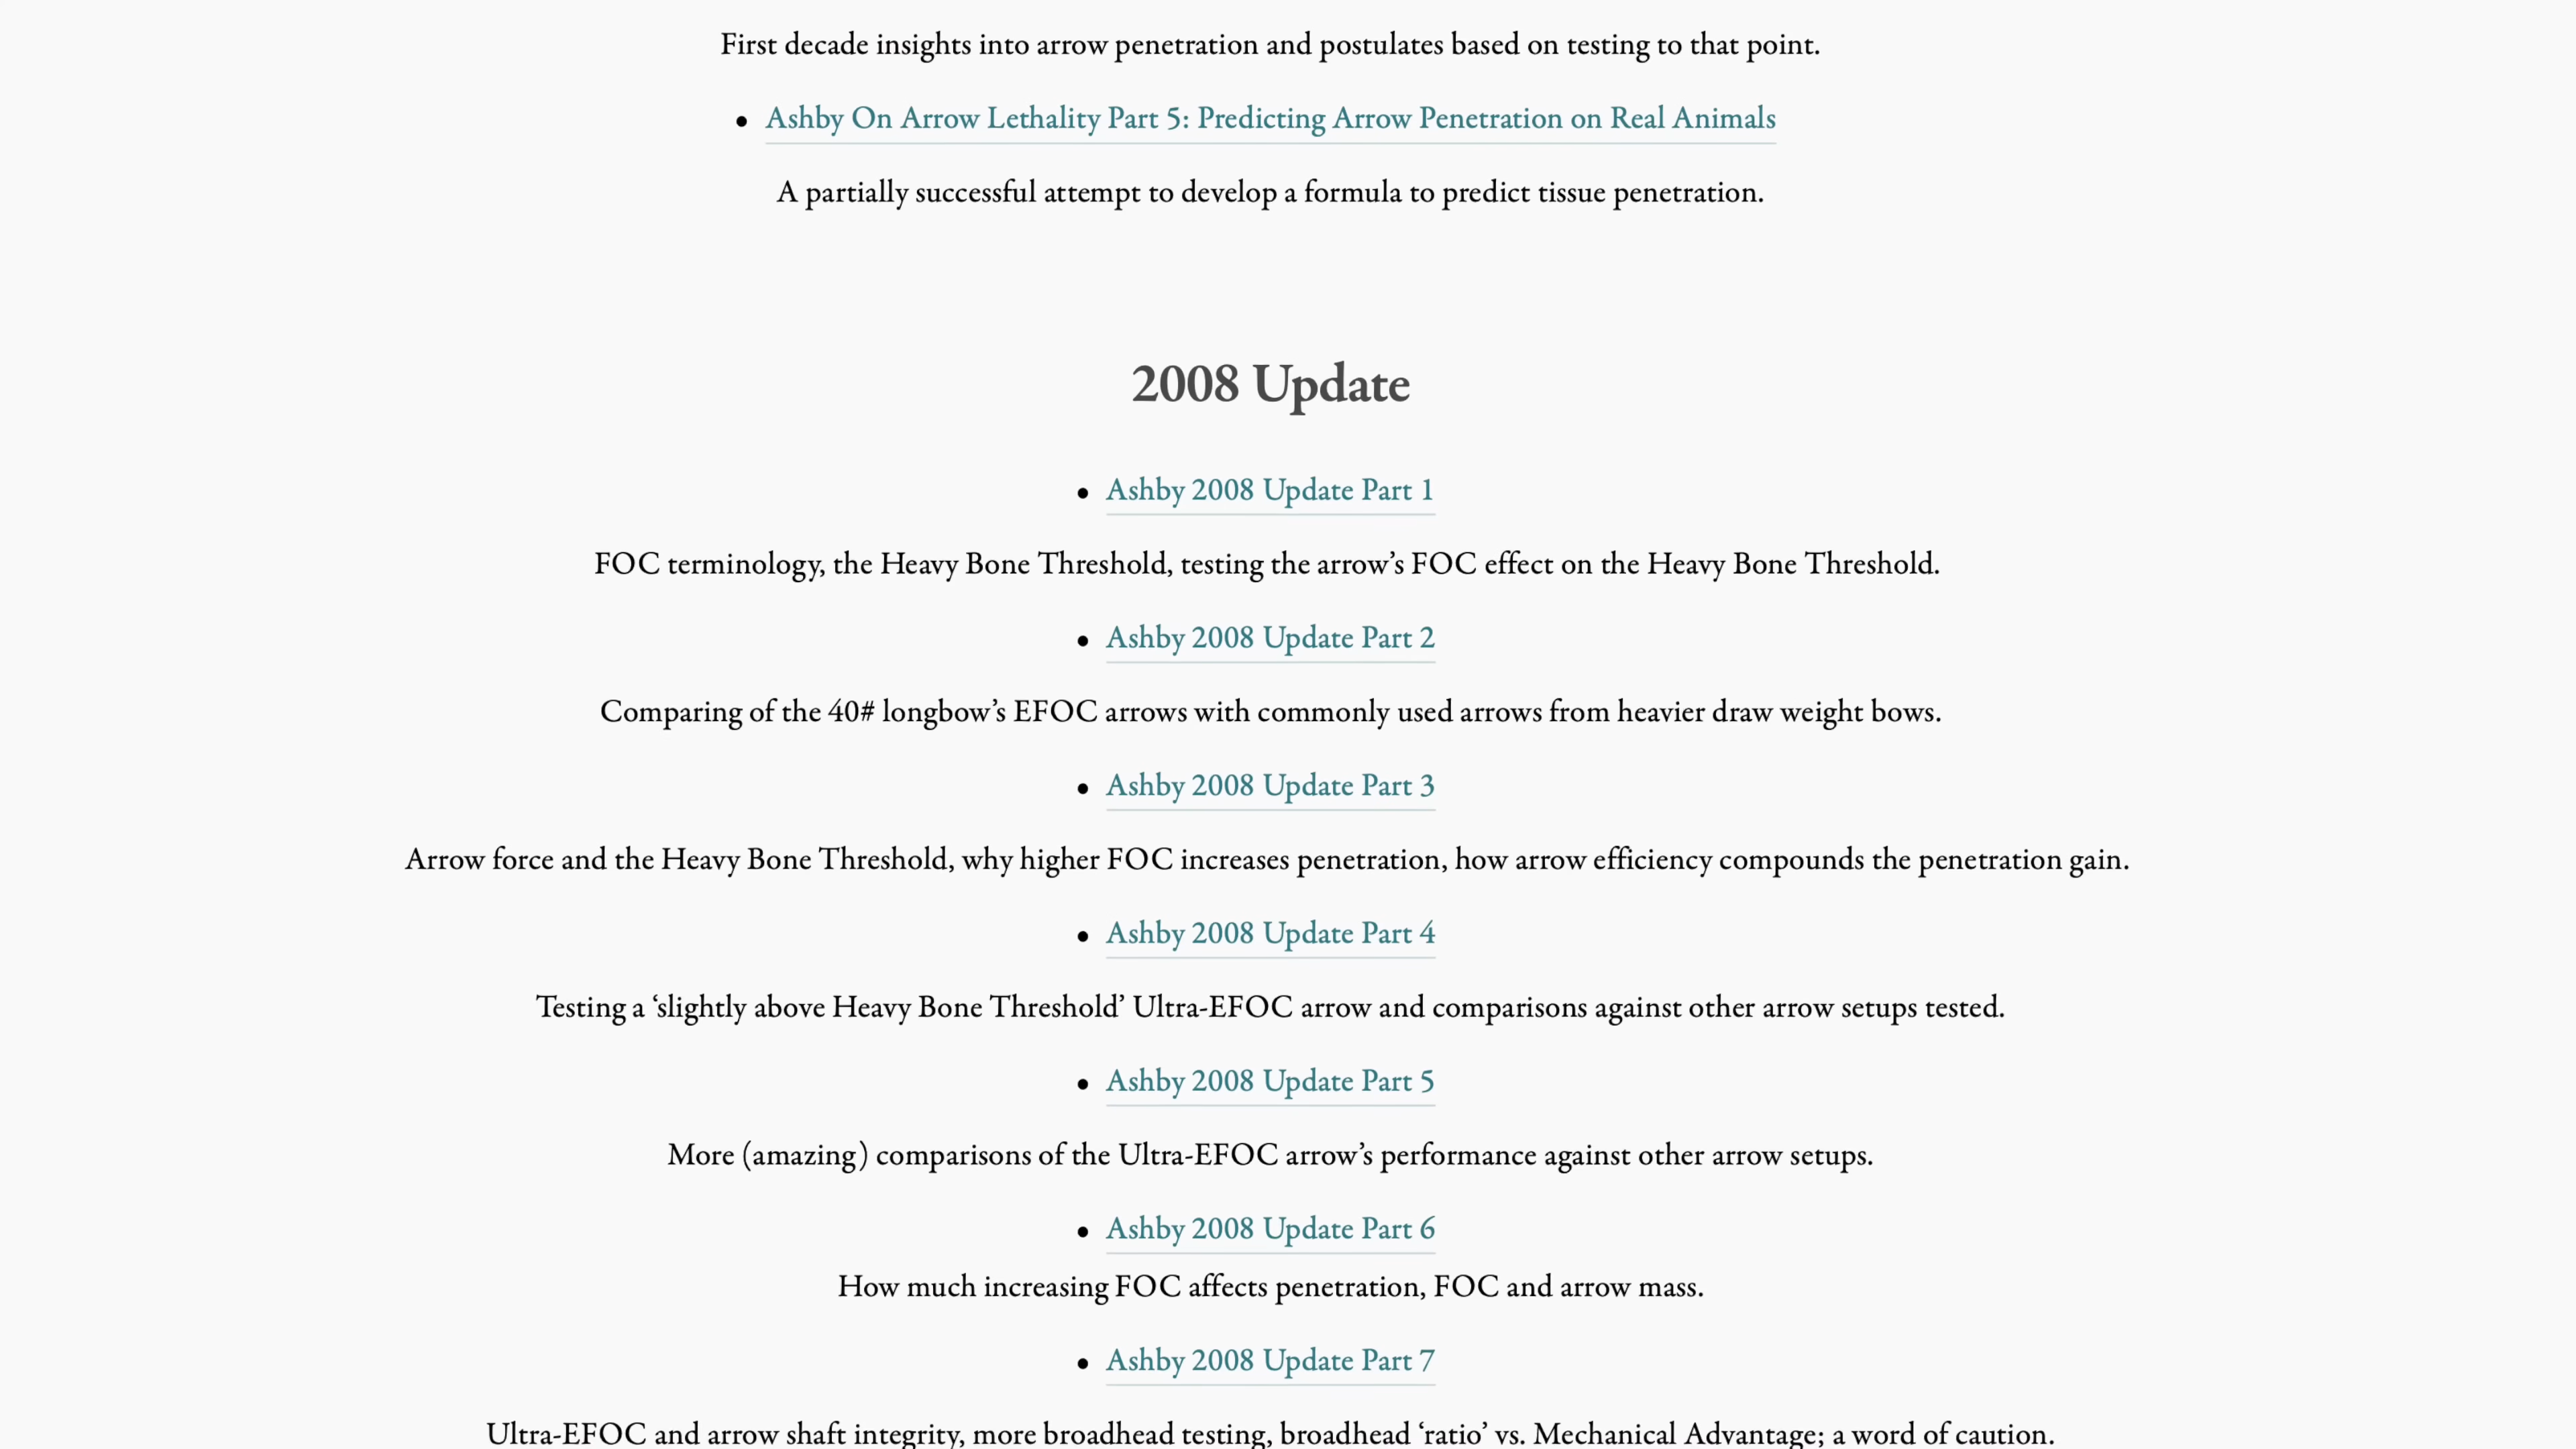 First decade insights into arrow penetration and postulates based on testing to that point.
• Ashby On Arrow Lethality Part 5: Predicting Arrow Penetration on Real Animals
A partially successful attempt to develop a formula to predict tissue penetration.
2008 Update
• Ashby 2008 Update Part 1
FOC terminology, the Heavy Bone Threshold, testing the arrow’s FOC effect on the Heavy Bone Threshold.
• Ashby 2008 Update Part 2
Comparing of the 40# longbow’s EFOC arrows with commonly used arrows from heavier draw weight bows.
• Ashby 2008 Update Part 3
Arrow force and the Heavy Bone Threshold, why higher FOC increases penetration, how arrow efficiency compounds the penetration gain.
• Ashby 2008 Update Part 4
Testing a ‘slightly above Heavy Bone Threshold’ Ultra-EFOC arrow and comparisons against other arrow setups tested.
• Ashby 2008 Update Part 5
More (amazing) comparisons of the Ultra-EFOC arrow’s performance against other arrow setups.
• Ashby 2008 Update Part 6
How much increasing FOC affects penetration, FOC and arrow mass.
• Ashby 2008 Update Part 7
Ultra-EFOC and arrow shaft integrity, more broadhead testing, broadhead ‘ratio’ vs. Mechanical Advantage; a word of caution.